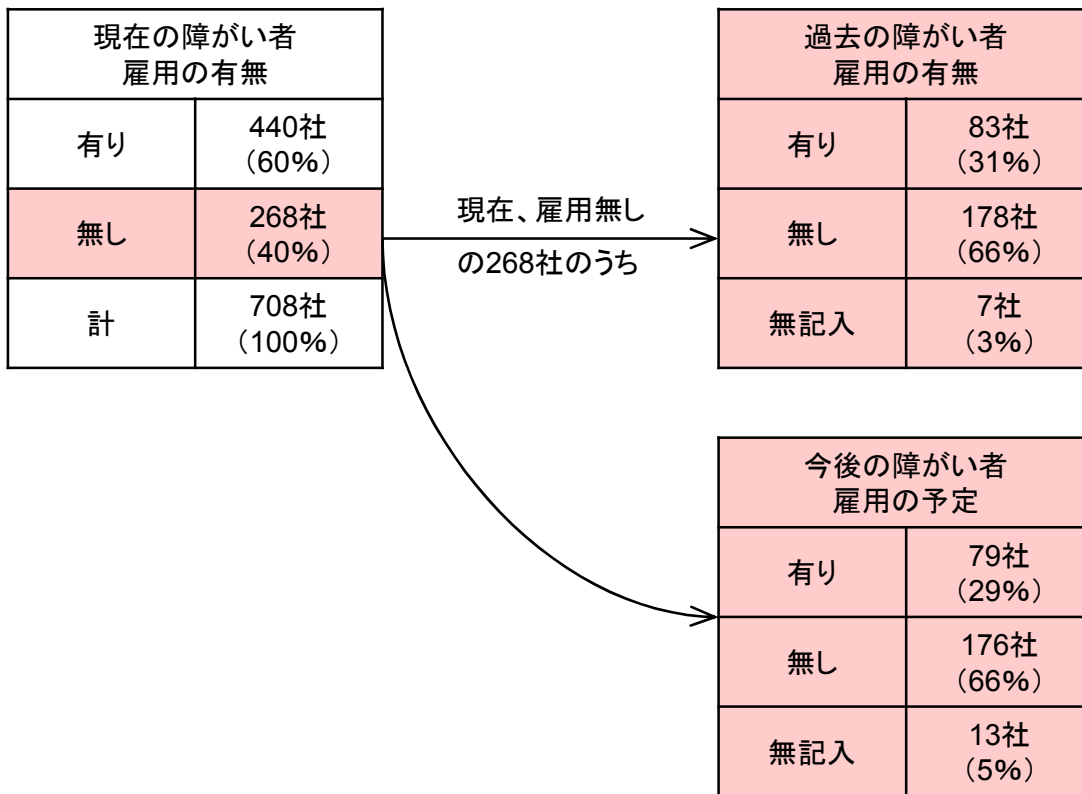 現在の障がい者
雇用の有無
有り
440社
(60%)
無し
268社
(40%)
計
708社
(100%)
現在、雇用無し
の268社のうち
過去の障がい者
雇用の有無
有り
83社
(31%)
無し
178社
(66%)
無記入
7社
(3%)
今後の障がい者
雇用の予定
有り
79社
(29%)
無し
176社
(66%)
無記入
13社
(5%)